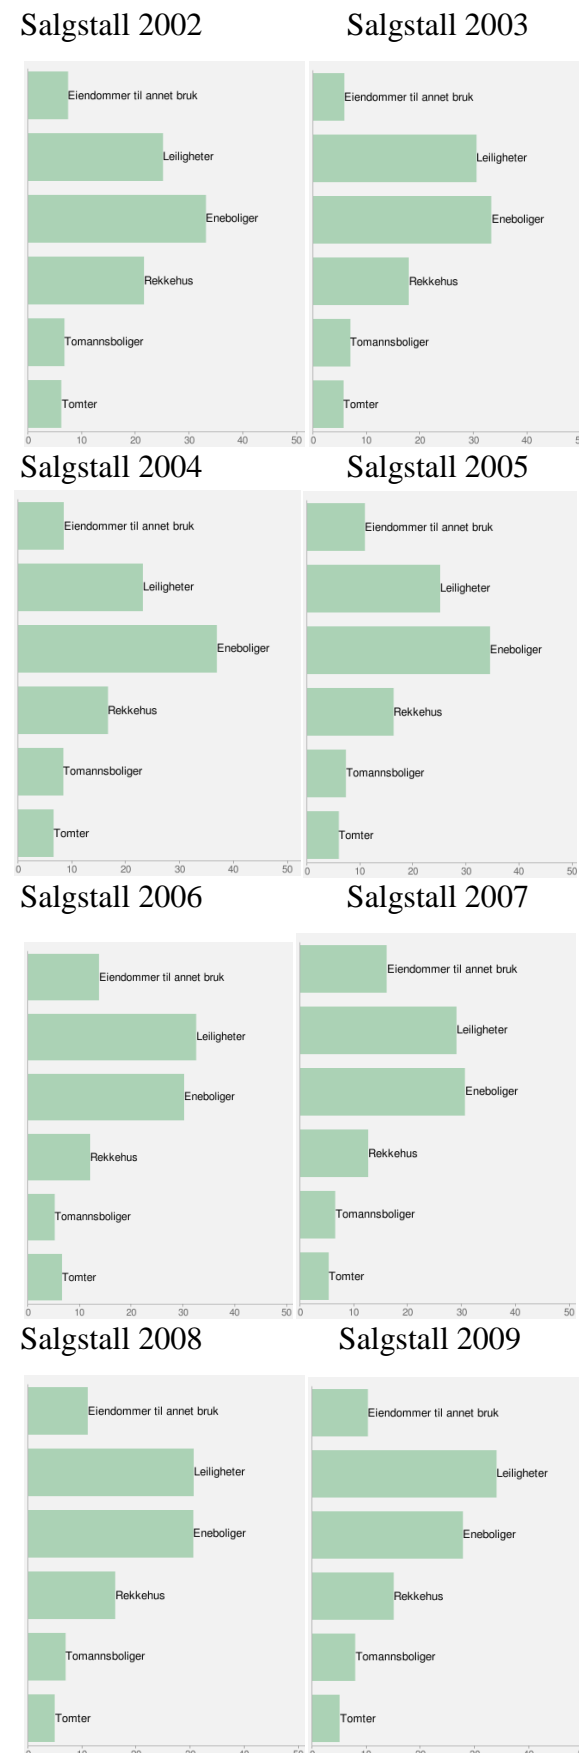 Salgstall 2002
Eiendommer til annet bruk
Leiligheter
Eneboliger
Rekkehus
Tomannsboliger
Tomter
0 10 20 30 40 50
Salgstall 2003
Eiendommer til annet bruk
Leiligheter
Eneboliger
Rekkehus
Tomannsboliger
Tomter
0 10 20 30 40
Salgstall 2004
Eiendommer til annet bruk
Leiligheter
Eneboliger
Rekkehus
Tomannsboliger
Tomter
0 10 20 30 40 50
Salgstall 2005
Eiendommer til annet bruk
Leiligheter
Eneboliger
Rekkehus
Tomannsboliger
Tomter
0 10 20 30 40 50
Salgstall 2006
Eiendommer til annet bruk
Leiligheter
Eneboliger
Rekkehus
Tomannsboliger
Tomter
0 10 20 30 40 50
Salgstall 2007
Eiendommer til annet bruk
Leiligheter
Eneboliger
Rekkehus
Tomannsboliger
Tomter
0 10 20 30 40 50
Salgstall 2008
Eiendommer til annet bruk
Leiligheter
Eneboliger
Rekkehus
Tomannsboliger
Tomter
Salgstall 2009
Eiendommer til annet bruk
Leiligheter
Eneboliger
Rekkehus
Tomannsboliger
Tomter